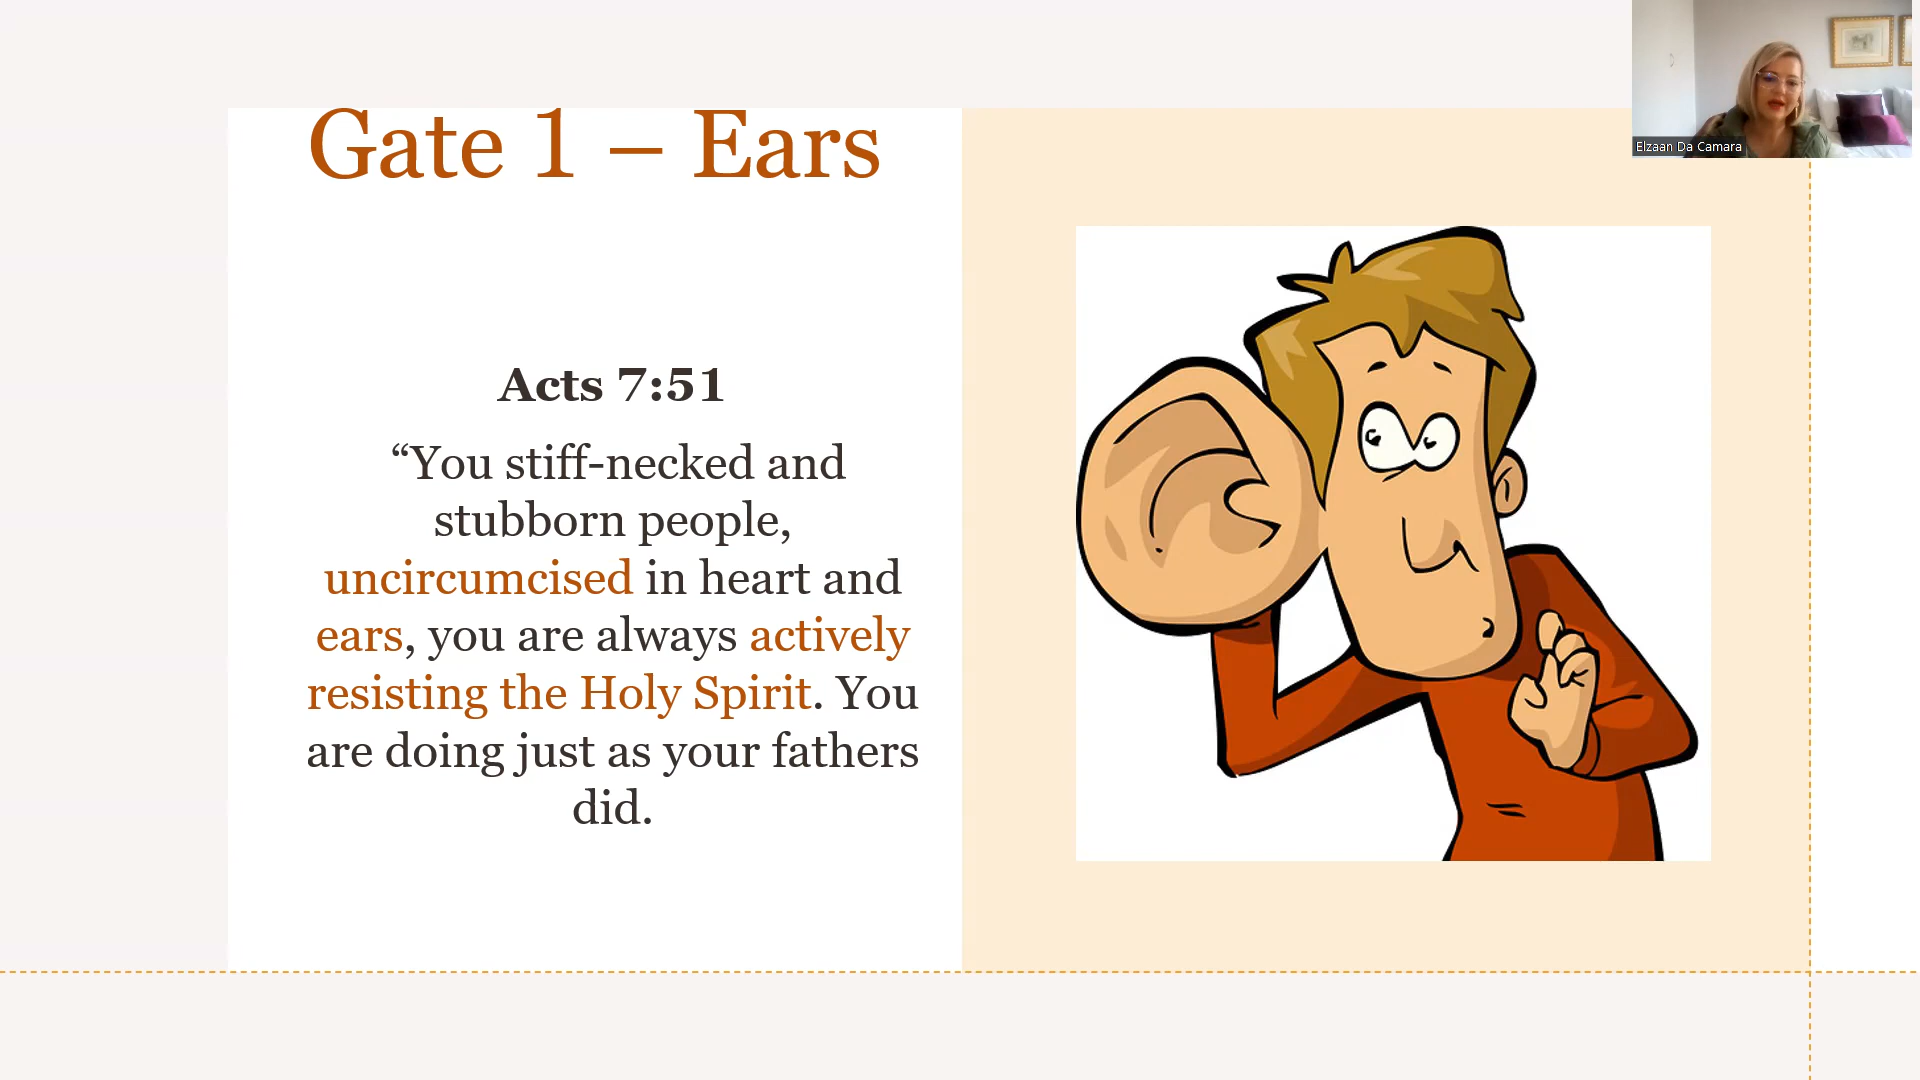 Gate 1 – Ears
Elzaan Da Camara
Acts 7:51
“You stiff-necked and
stubborn people,
uncircumcised in heart and
ears, you are always actively
resisting the Holy Spirit. You
are doing just as your fathers
did.